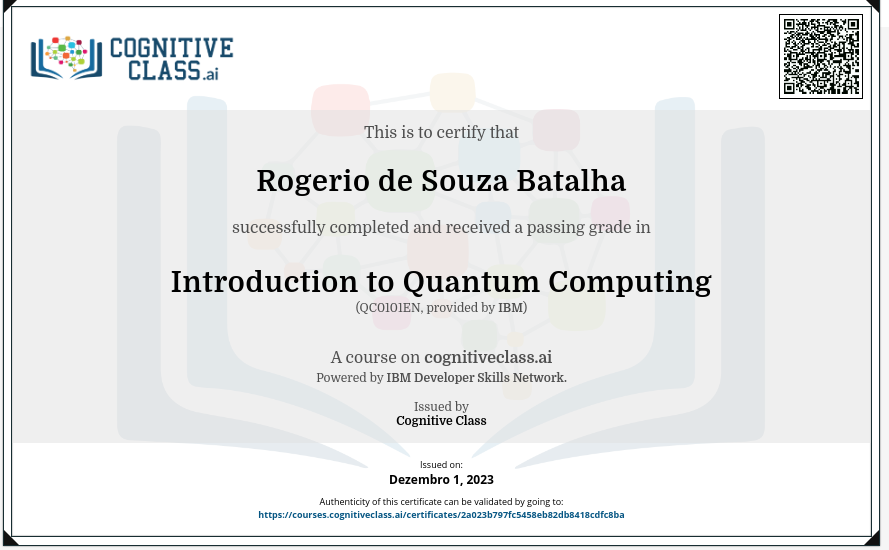 COGNITIVE
CLASS.ai
This is to certify that
Rogerio de Souza Batalha
successfully completed and received a passing grade in
Introduction to Quantum Computing
(QC0101EN, provided by IBM)
A course on cognitiveclass.ai
Powered by IBM Developer Skills Network.
Issued by
Cognitive Class
Issued on:
Dezembro 1, 2023
Authenticity of this certificate can be validated by going to:
https://courses.cognitiveclass.ai/certificates/2a023b797fc5458eb82db8418cdfc8ba